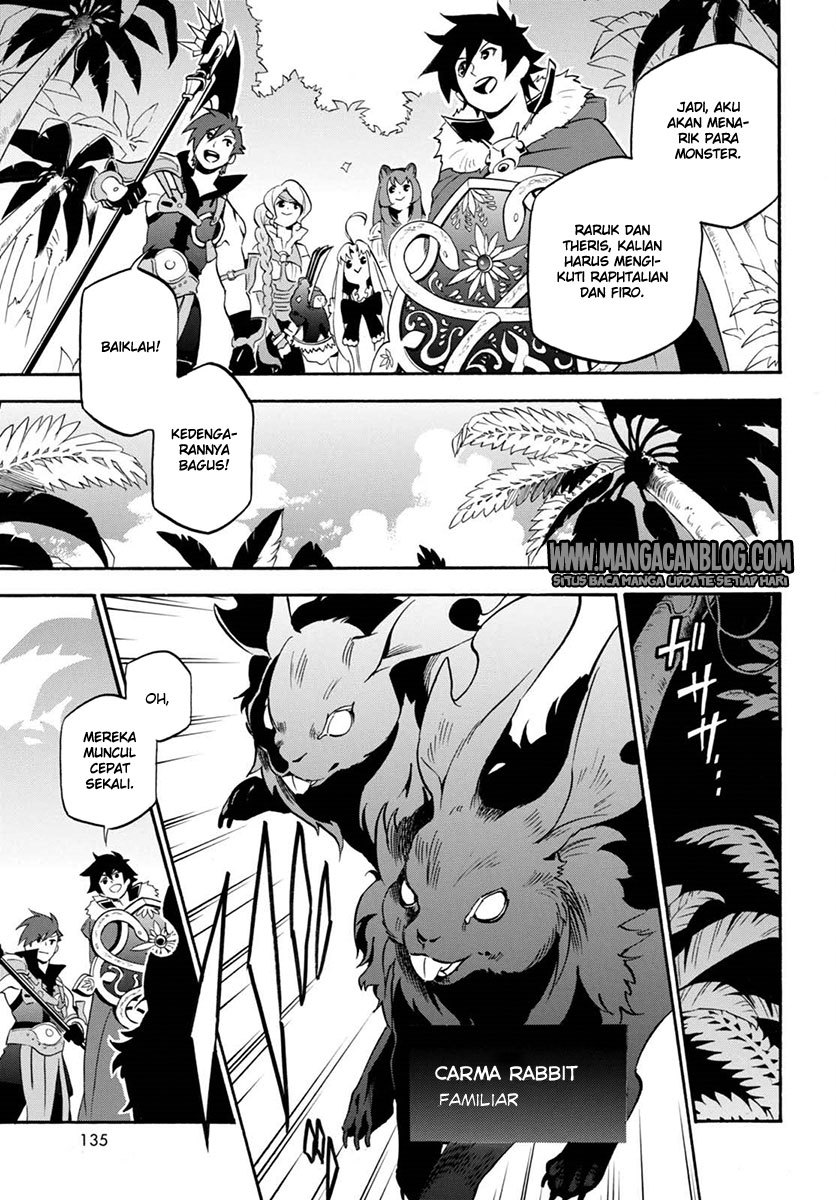 JADI, AKU
AKAN MENA-
RIK PARA
MONSTER.
RARUK DAN
THERIS, KALIAN
HARUS MENGI-
KUTI RAPHTALIAN
DAN FIRO.
BAIKLAH!
KEDENGA-
RANNYA
BAGUS!
WWW.MANGACANBLOG.COM
SITUS BACA MANGA UPDATE SETIAP HARI
ガササッ
OH,
MEREKA
MUNCUL
CEPAT
SEKALI.
CARMA RABBIT
FAMILIAR
135